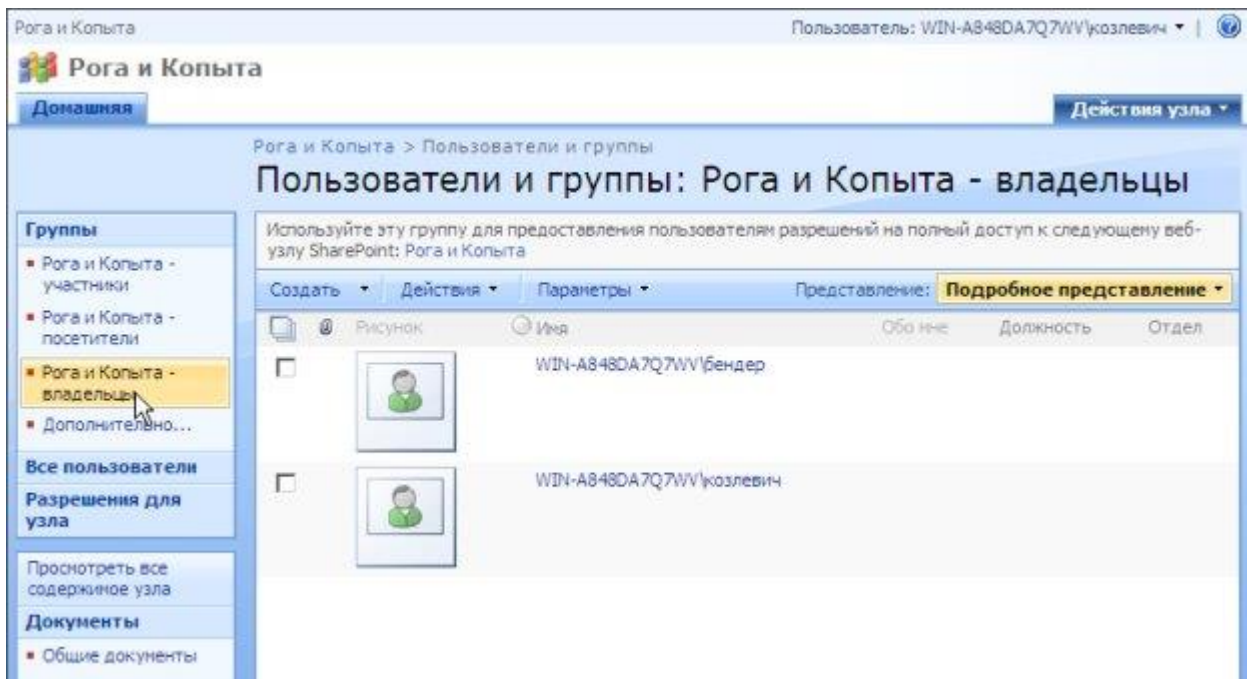 Рога и Копыта
Пользователь: WIN-A848DA7Q7WV\козлевич
Рога и Копыта
Домашняя
Действия узла
Рога и Копыта > Пользователи и группы
Пользователи и группы: Рога и Копыта - владельцы
Группы
Рога и Копыта -
участники
Рога и Копыта -
посетители
Рога и Копыта -
владельцы
Дополнительно...
Все пользователи
Разрешения для
узла
Просмотреть все
содержимое узла
Документы
Общие документы
Используйте эту группу для предоставления пользователям разрешений на полный доступ к следующему веб-
узлу SharePoint: Рога и Копыта
Создать Действия Параметры Представление: Подробное представление
Рисунок Имя Обо мне Должность Отдел
WIN-A848DA7Q7WV\бендер
WIN-A848DA7Q7WV\козлевич